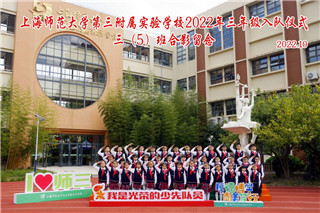 上海师范大学第三附属实验学校2022年三年级入队仪式
三（5）班合影留念
2022.10
I 师三
我是光荣的少先队员